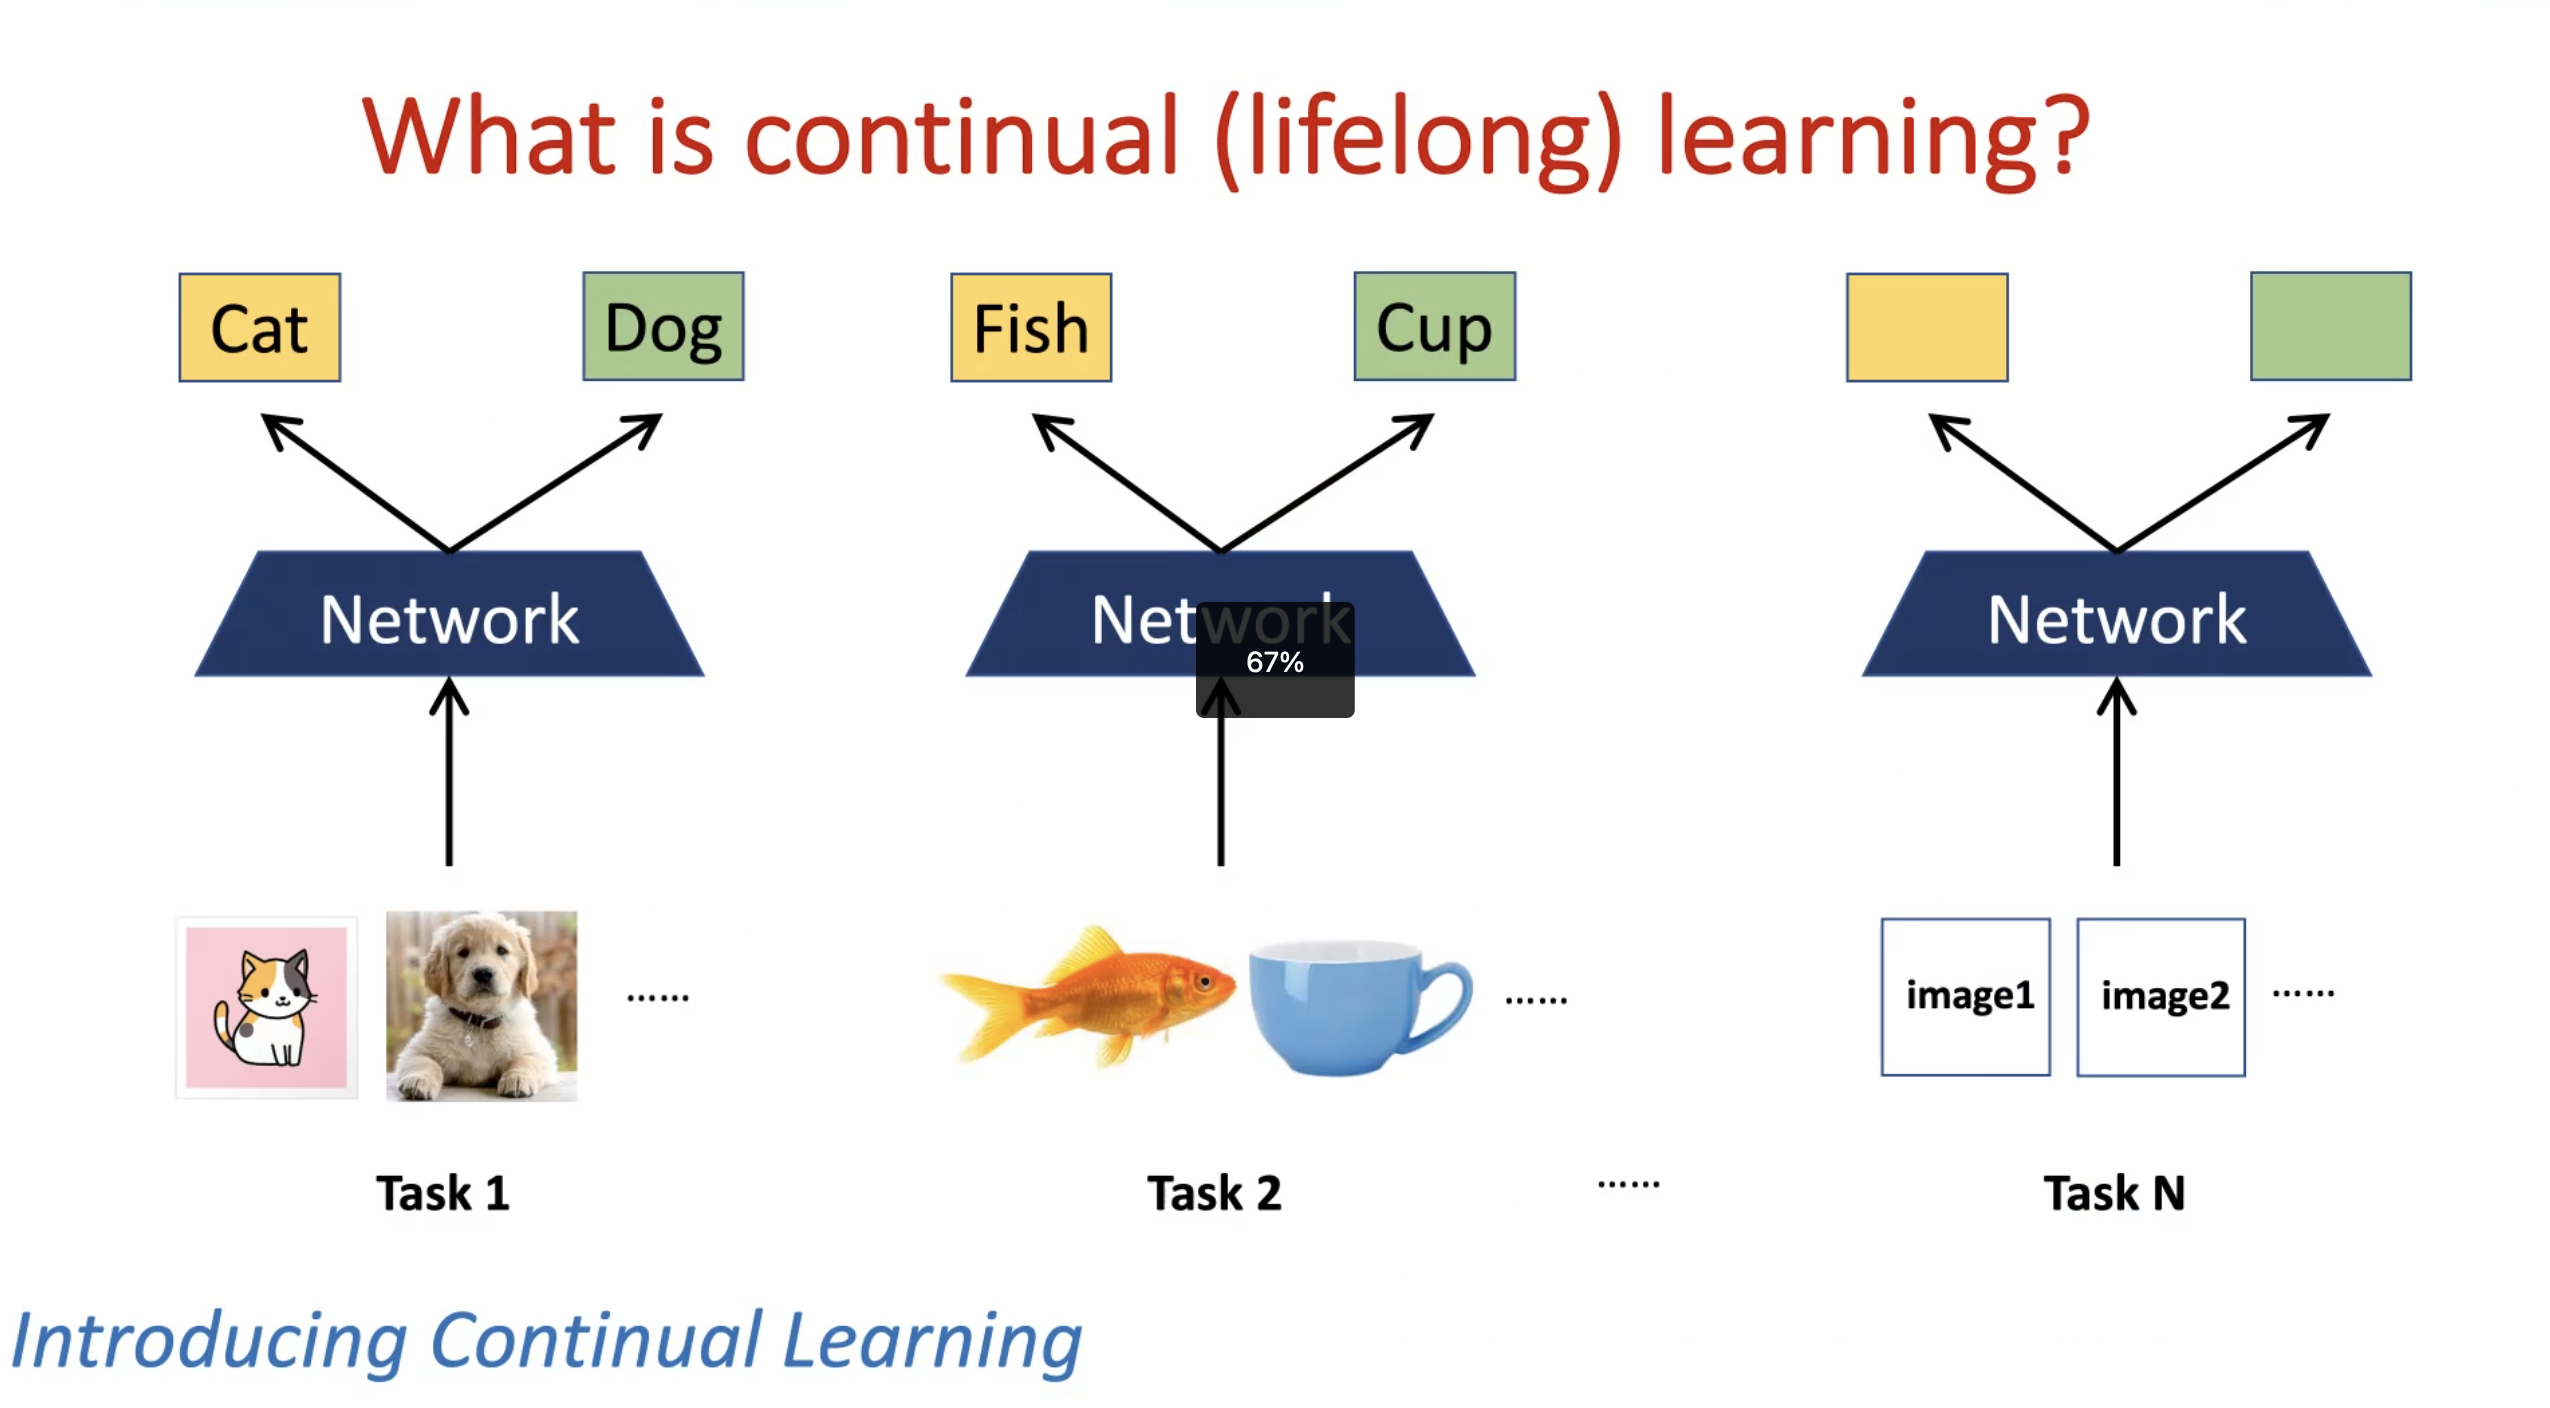 What is continual (lifelong) learning?
Cat Dog Fish Cup
Network Network Network
67%
...... ...... image1 image2 ......
Task 1 Task 2 ...... Task N
Introducing Continual Learning